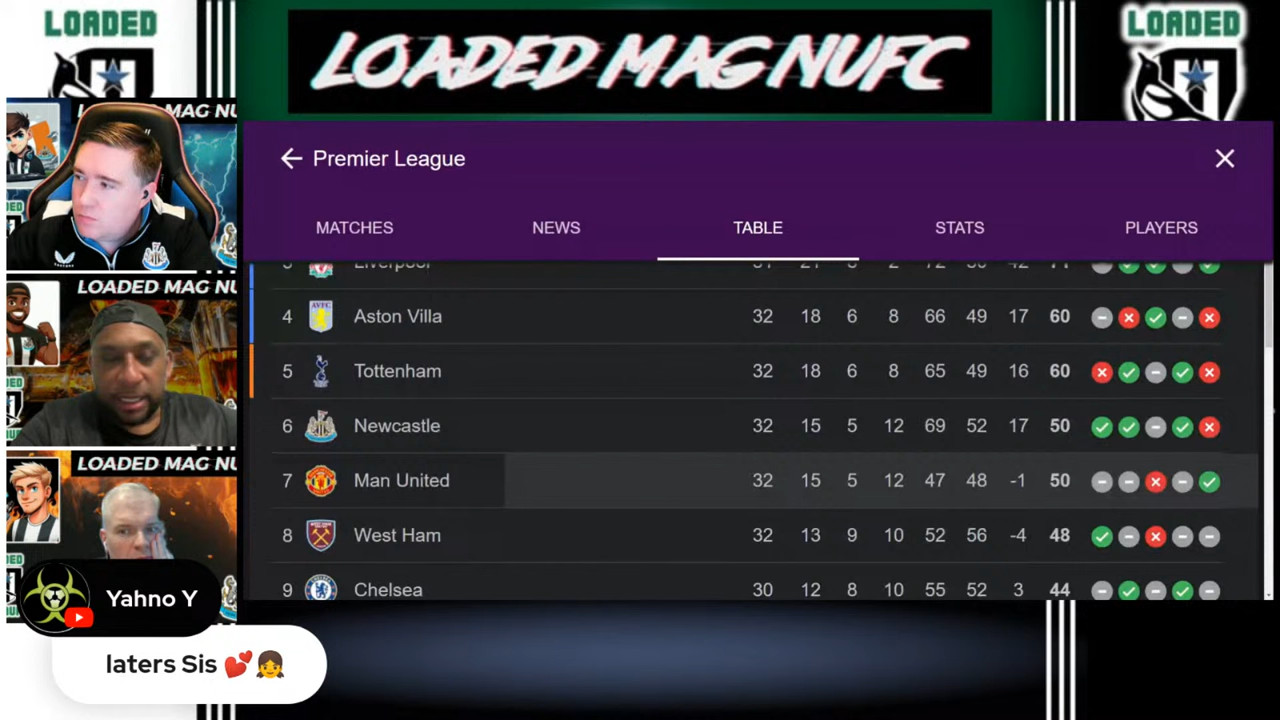 LOADED
LOADED MAG NUFC
LOADED
MAG NU
← Premier League ✕
MATCHES NEWS TABLE STATS PLAYERS
Liverpool
4 AVFC Aston Villa 32 18 6 8 66 49 17 60
5 Tottenham 32 18 6 8 65 49 16 60
6 Newcastle 32 15 5 12 69 52 17 50
7 Man United 32 15 5 12 47 48 -1 50
8 West Ham 32 13 9 10 52 56 -4 48
9 Chelsea 30 12 8 10 55 52 3 44
LOADED MAG NU
LOADED MAG NU
Yahno Y
laters Sis 💕👧